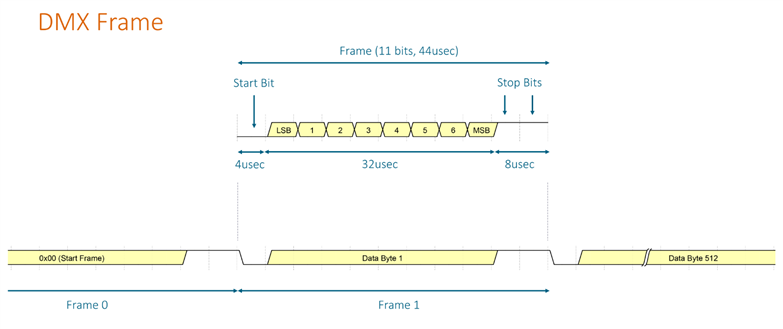 DMX Frame
Frame (11 bits, 44usec)
Start Bit
Stop Bits
LSB 1 2 3 4 5 6 MSB
4usec 32usec 8usec
0x00 (Start Frame) Data Byte 1 Data Byte 512
Frame 0 Frame 1